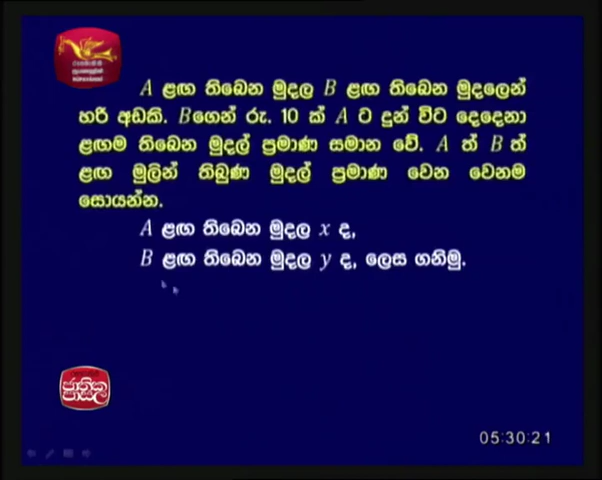 A ළඟ තිබෙන මුදල B ළඟ තිබෙන මුදලෙන්
හරි අඩකි. Bගෙන් රු. 10 ක් A ට දුන් විට දෙදෙනා
ළඟම තිබෙන මුදල් ප්‍රමාණ සමාන වේ. A ත් B ත්
ළඟ මුලින් තිබුණ මුදල් ප්‍රමාණ වෙන වෙනම
සොයන්න.
A ළඟ තිබෙන මුදල x ද,
B ළඟ තිබෙන මුදල y ද, ලෙස ගනිමු.
ජාතික
පාසල
05:30:21